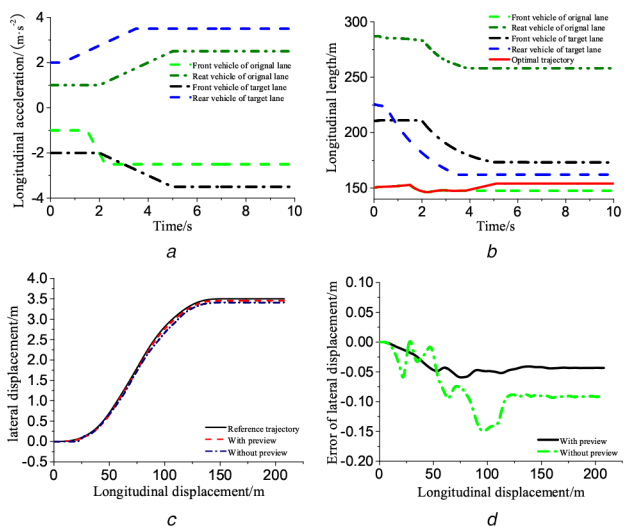 Longitudinal acceleration/(m·s⁻²)
4
2
0
-2
-4
0
2
4
6
8
10
Front vehicle of orignal lane
Reat vehicle of orignal lane
Front vehicle of target lane
Rear vehicle of target lane
Time/s
a
Longitudinal length/m
300
250
200
150
0
2
4
6
8
10
Front vehicle of orignal lane
Rear vehicle of orignal lane
Front vehicle of target lane
Rear vehicle of target lane
Optimal trajectory
Time/s
b
lateral displacement/m
4.0
3.5
3.0
2.5
2.0
1.5
1.0
0.5
0.0
-0.5
0
50
100
150
200
Reference trajectory
With preview
Without preview
Longitudinal displacement/m
c
Error of lateral displacement/m
0.10
0.05
0.00
-0.05
-0.10
-0.15
-0.20
0
50
100
150
200
With preview
Without preview
Longitudinal displacement/m
d